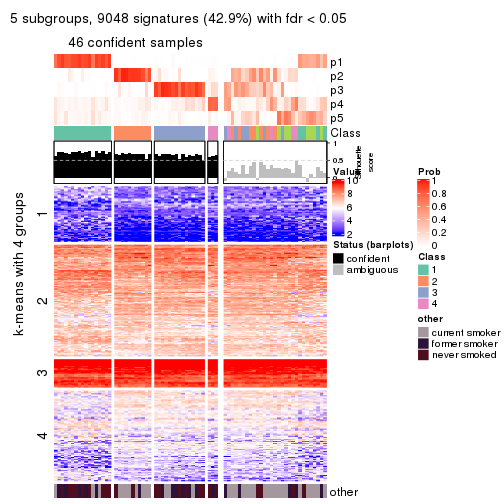 5 subgroups, 9048 signatures (42.9%) with fdr < 0.05
46 confident samples
p1
p2
p3
p4
p5
Class
1
0.5
0
silhouette
score
k-means with 4 groups
1
2
3
4
Value
10
8
6
4
2
Status (barplots)
confident
ambiguous
Prob
1
0.8
0.6
0.4
0.2
0
Class
1
2
3
4
other
current smoker
former smoker
never smoked
other